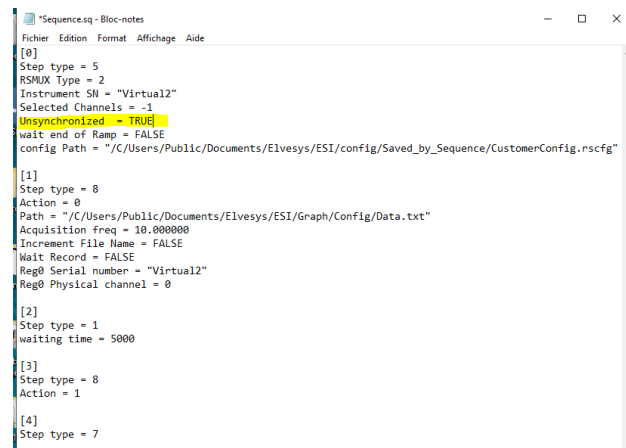 *Sequence.sq - Bloc-notes
Fichier Edition Format Affichage Aide
[0]
Step type = 5
RSMUX Type = 2
Instrument SN = "Virtual2"
Selected Channels = -1
Unsynchronized  = TRUE
wait end of Ramp = FALSE
config Path = "/C/Users/Public/Documents/Elvesys/ESI/config/Saved_by_Sequence/CustomerConfig.rscfg"
[1]
Step type = 8
Action = 0
Path = "/C/Users/Public/Documents/Elvesys/ESI/Graph/Config/Data.txt"
Acquisition freq = 10.000000
Increment File Name = FALSE
Wait Record = FALSE
Reg0 Serial number = "Virtual2"
Reg0 Physical channel = 0
[2]
Step type = 1
waiting time = 5000
[3]
Step type = 8
Action = 1
[4]
Step type = 7